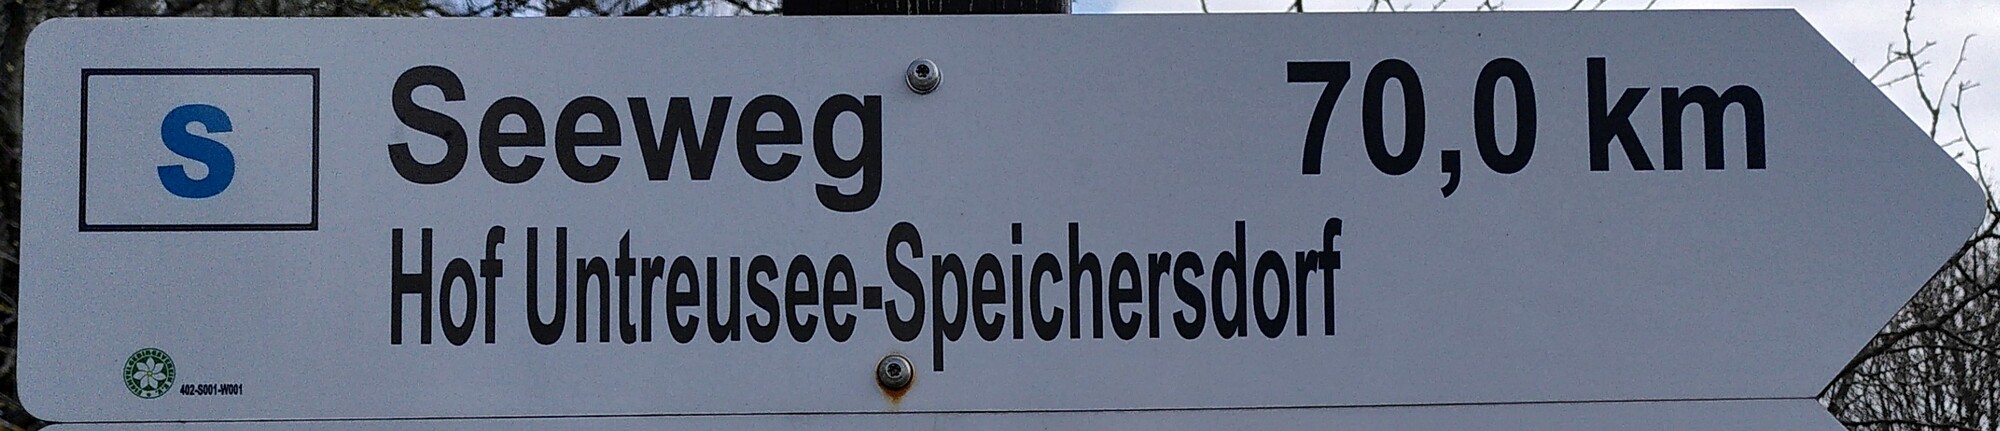 S
Seeweg 70,0 km
Hof Untreusee-Speichersdorf
402-S001-W001